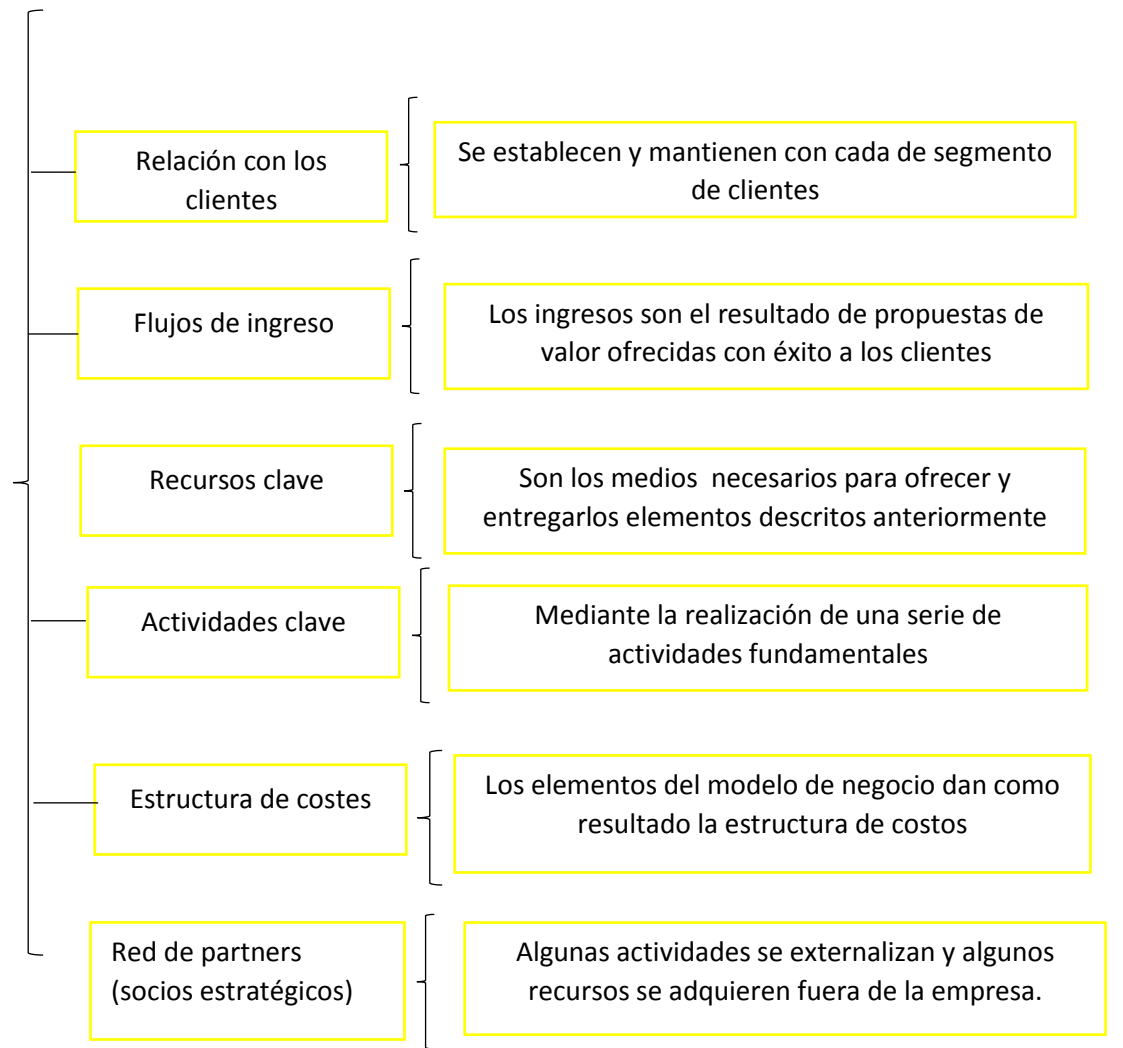 Relación con los
clientes
Se establecen y mantienen con cada de segmento
de clientes
Flujos de ingreso
Los ingresos son el resultado de propuestas de
valor ofrecidas con éxito a los clientes
Recursos clave
Son los medios  necesarios para ofrecer y
entregarlos elementos descritos anteriormente
Actividades clave
Mediante la realización de una serie de
actividades fundamentales
Estructura de costes
Los elementos del modelo de negocio dan como
resultado la estructura de costos
Red de partners
(socios estratégicos)
Algunas actividades se externalizan y algunos
recursos se adquieren fuera de la empresa.